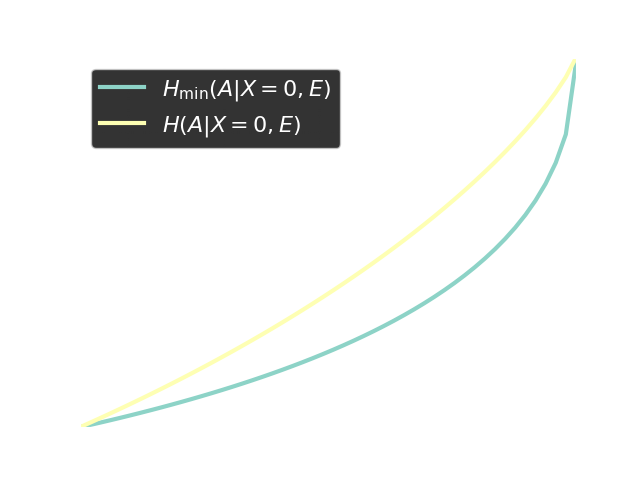 H_min(A|X = 0, E)
H(A|X = 0, E)